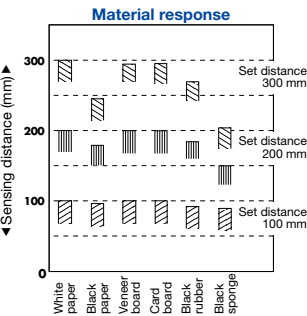 Material response
◄Sensing distance (mm)►
300
200
100
0
Set distance
300 mm
Set distance
200 mm
Set distance
100 mm
White
paper
Black
paper
Veneer
board
Card
board
Black
rubber
Black
sponge